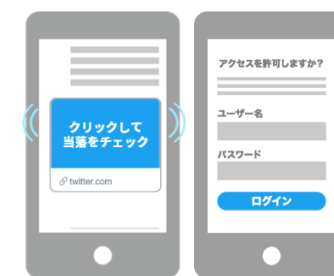 クリックして
当落をチェック
twitter.com
アクセスを許可しますか?
ユーザー名
パスワード
ログイン